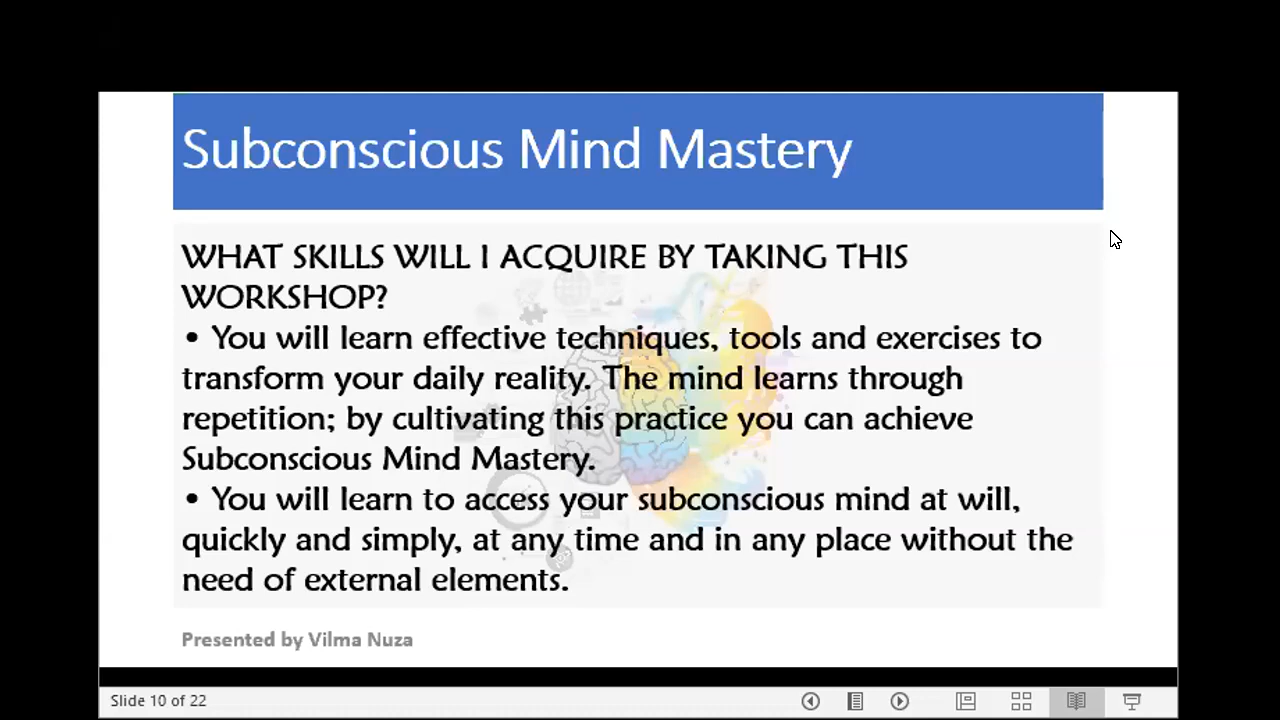 Subconscious Mind Mastery
WHAT SKILLS WILL I ACQUIRE BY TAKING THIS
WORKSHOP?
• You will learn effective techniques, tools and exercises to
transform your daily reality. The mind learns through
repetition; by cultivating this practice you can achieve
Subconscious Mind Mastery.
• You will learn to access your subconscious mind at will,
quickly and simply, at any time and in any place without the
need of external elements.
Presented by Vilma Nuza
Slide 10 of 22